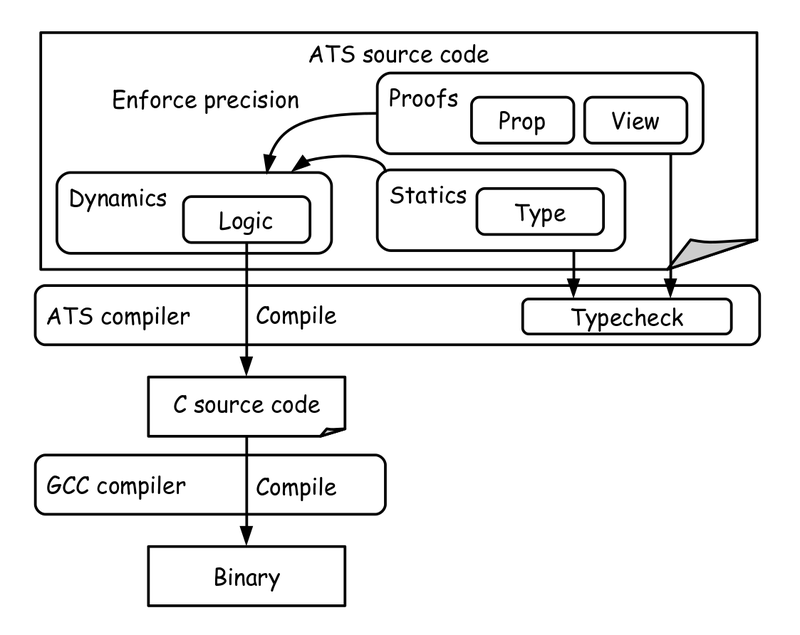 ATS source code
Enforce precision
Proofs
Prop
View
Dynamics
Logic
Statics
Type
ATS compiler
Compile
Typecheck
C source code
GCC compiler
Compile
Binary